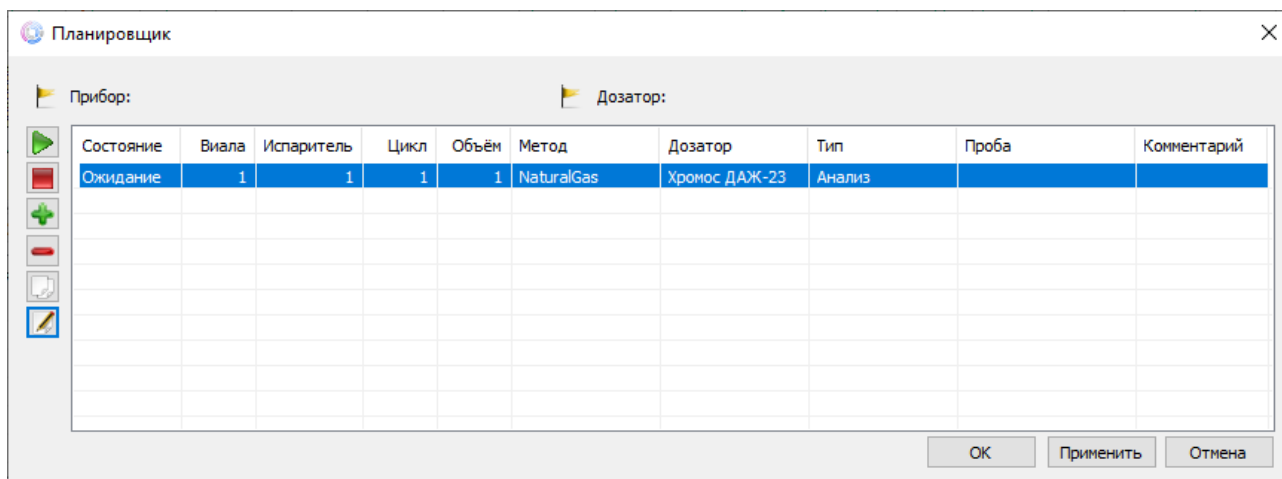 Планировщик
Прибор: Дозатор:
Состояние Виала Испаритель Цикл Объём Метод Дозатор Тип Проба Комментарий
Ожидание 1 1 1 1 NaturalGas Хромос ДАЖ-23 Анализ
ОК Применить Отмена